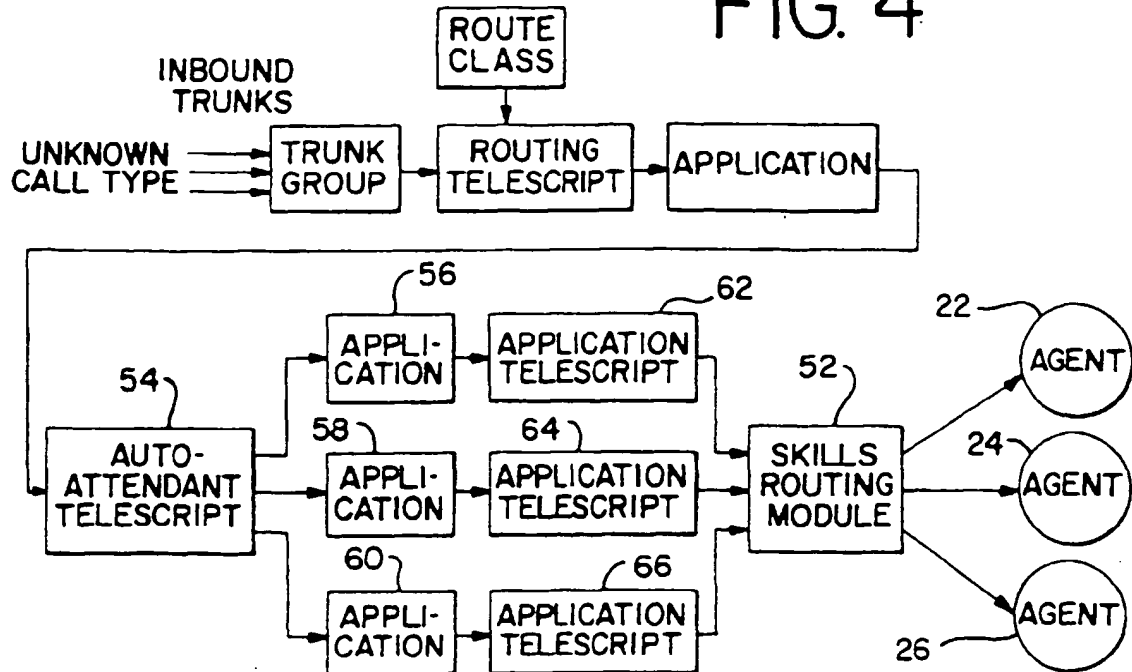 FIG. 4
ROUTE
CLASS
INBOUND
TRUNKS
UNKNOWN
CALL TYPE
TRUNK
GROUP
ROUTING
TELESCRIPT
APPLICATION
56
62
22
APPLI-
CATION
APPLICATION
TELESCRIPT
AGENT
54
52
AUTO-
ATTENDANT
TELESCRIPT
58
64
24
APPLI-
CATION
APPLICATION
TELESCRIPT
SKILLS
ROUTING
MODULE
AGENT
60
66
APPLI-
CATION
APPLICATION
TELESCRIPT
AGENT
26